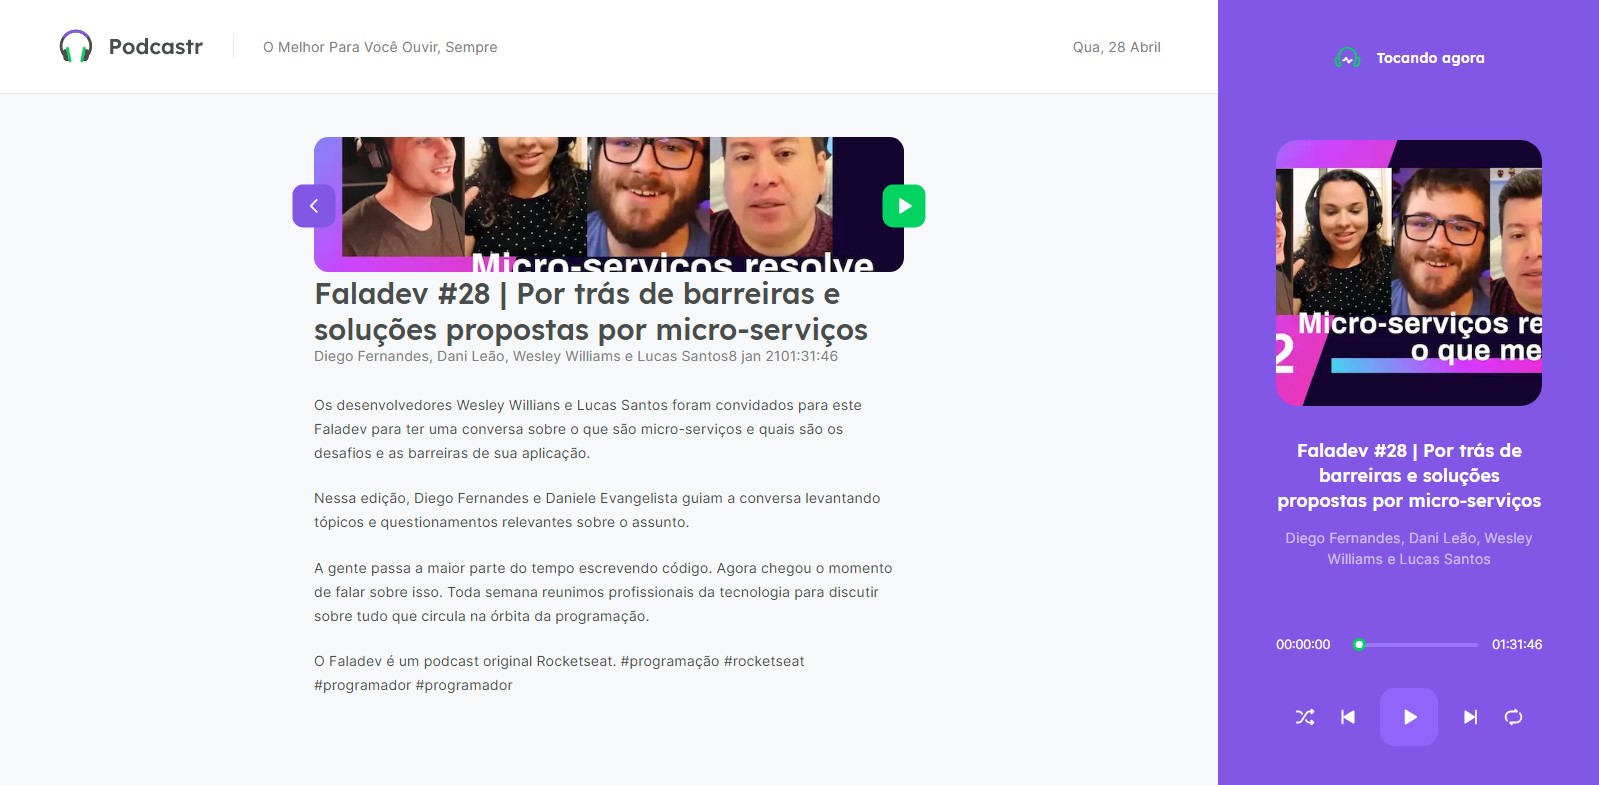 Podcastr
O Melhor Para Você Ouvir, Sempre
Qua, 28 Abril
Micro-serviços resolve
Faladev #28 | Por trás de barreiras e
soluções propostas por micro-serviços
Diego Fernandes, Dani Leão, Wesley Williams e Lucas Santos8 jan 2101:31:46
Os desenvolvedores Wesley Willians e Lucas Santos foram convidados para este
Faladev para ter uma conversa sobre o que são micro-serviços e quais são os
desafios e as barreiras de sua aplicação.
Nessa edição, Diego Fernandes e Daniele Evangelista guiam a conversa levantando
tópicos e questionamentos relevantes sobre o assunto.
A gente passa a maior parte do tempo escrevendo código. Agora chegou o momento
de falar sobre isso. Toda semana reunimos profissionais da tecnologia para discutir
sobre tudo que circula na órbita da programação.
O Faladev é um podcast original Rocketseat. #programação #rocketseat
#programador #programador
Tocando agora
Micro-serviços re
2 o que me
Faladev #28 | Por trás de
barreiras e soluções
propostas por micro-serviços
Diego Fernandes, Dani Leão, Wesley
Williams e Lucas Santos
00:00:00 01:31:46